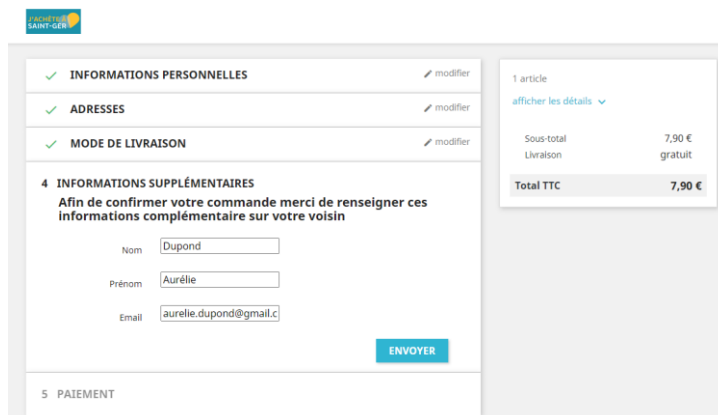 J'ACHÈTE À
SAINT-GER
INFORMATIONS PERSONNELLES
modifier
ADRESSES
modifier
MODE DE LIVRAISON
modifier
4 INFORMATIONS SUPPLÉMENTAIRES
Afin de confirmer votre commande merci de renseigner ces
informations complémentaire sur votre voisin
Nom
Dupond
Prénom
Aurélie
Email
aurelie.dupond@gmail.c
ENVOYER
5 PAIEMENT
1 article
afficher les détails
Sous-total 7,90 €
Livraison gratuit
Total TTC 7,90 €